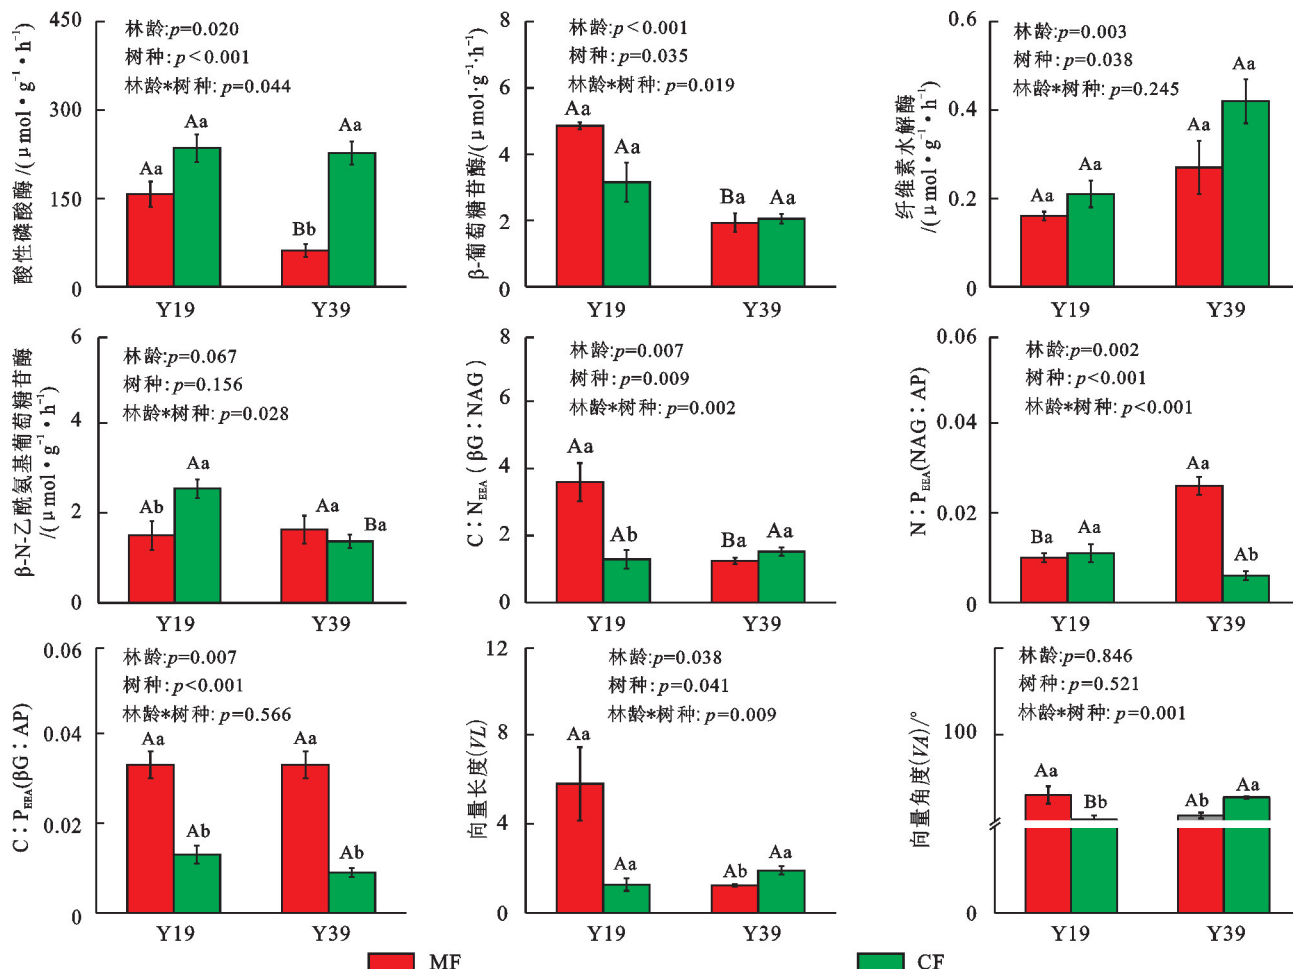 酸性磷酸酶/(μmol•g⁻¹•h⁻¹)
450
300
150
0
林龄:p=0.020
树种:p<0.001
林龄*树种:p=0.044
Aa
Aa
Bb
Aa
Y19
Y39
β-葡萄糖苷酶/(μmol·g⁻¹·h⁻¹)
8
6
4
2
0
林龄:p<0.001
树种:p=0.035
林龄*树种:p=0.019
Aa
Aa
Ba
Aa
Y19
Y39
纤维素水解酶
/(μmol•g⁻¹•h⁻¹)
0.6
0.4
0.2
0
林龄:p=0.003
树种:p=0.038
林龄*树种:p=0.245
Aa
Aa
Aa
Aa
Y19
Y39
β-N-乙酰氨基葡萄糖苷酶
/(μmol•g⁻¹•h⁻¹)
6
4
2
0
林龄:p=0.067
树种:p=0.156
林龄*树种:p=0.028
Ab
Aa
Aa
Ba
Y19
Y39
C:N_EEA(βG:NAG)
8
6
4
2
0
林龄:p=0.007
树种:p=0.009
林龄*树种:p=0.002
Aa
Ab
Ba
Aa
Y19
Y39
N:P_EEA(NAG:AP)
0.06
0.04
0.02
0
林龄:p=0.002
树种:p<0.001
林龄*树种:p<0.001
Ba
Aa
Aa
Ab
Y19
Y39
C:P_EEA(βG:AP)
0.06
0.04
0.02
0
林龄:p=0.007
树种:p<0.001
林龄*树种:p=0.566
Aa
Ab
Aa
Ab
Y19
Y39
向量长度(VL)
12
8
4
0
林龄:p=0.038
树种:p=0.041
林龄*树种:p=0.009
Aa
Aa
Ab
Aa
Y19
Y39
向量角度(VA)/°
100
0
林龄:p=0.846
树种:p=0.521
林龄*树种:p=0.001
Aa
Bb
Ab
Aa
Y19
Y39
MF
CF